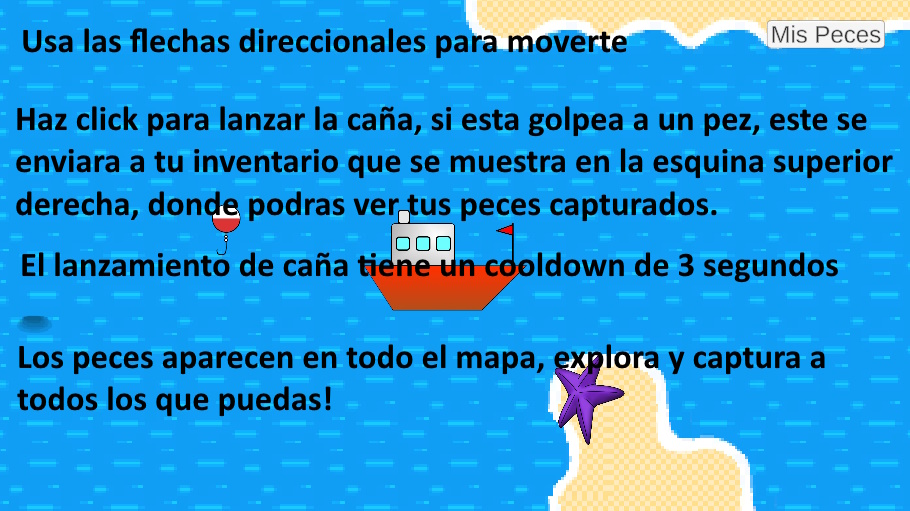 Usa las flechas direccionales para moverte
Mis Peces
Haz click para lanzar la caña, si esta golpea a un pez, este se
enviara a tu inventario que se muestra en la esquina superior
derecha, donde podras ver tus peces capturados.
El lanzamiento de caña tiene un cooldown de 3 segundos
Los peces aparecen en todo el mapa, explora y captura a
todos los que puedas!